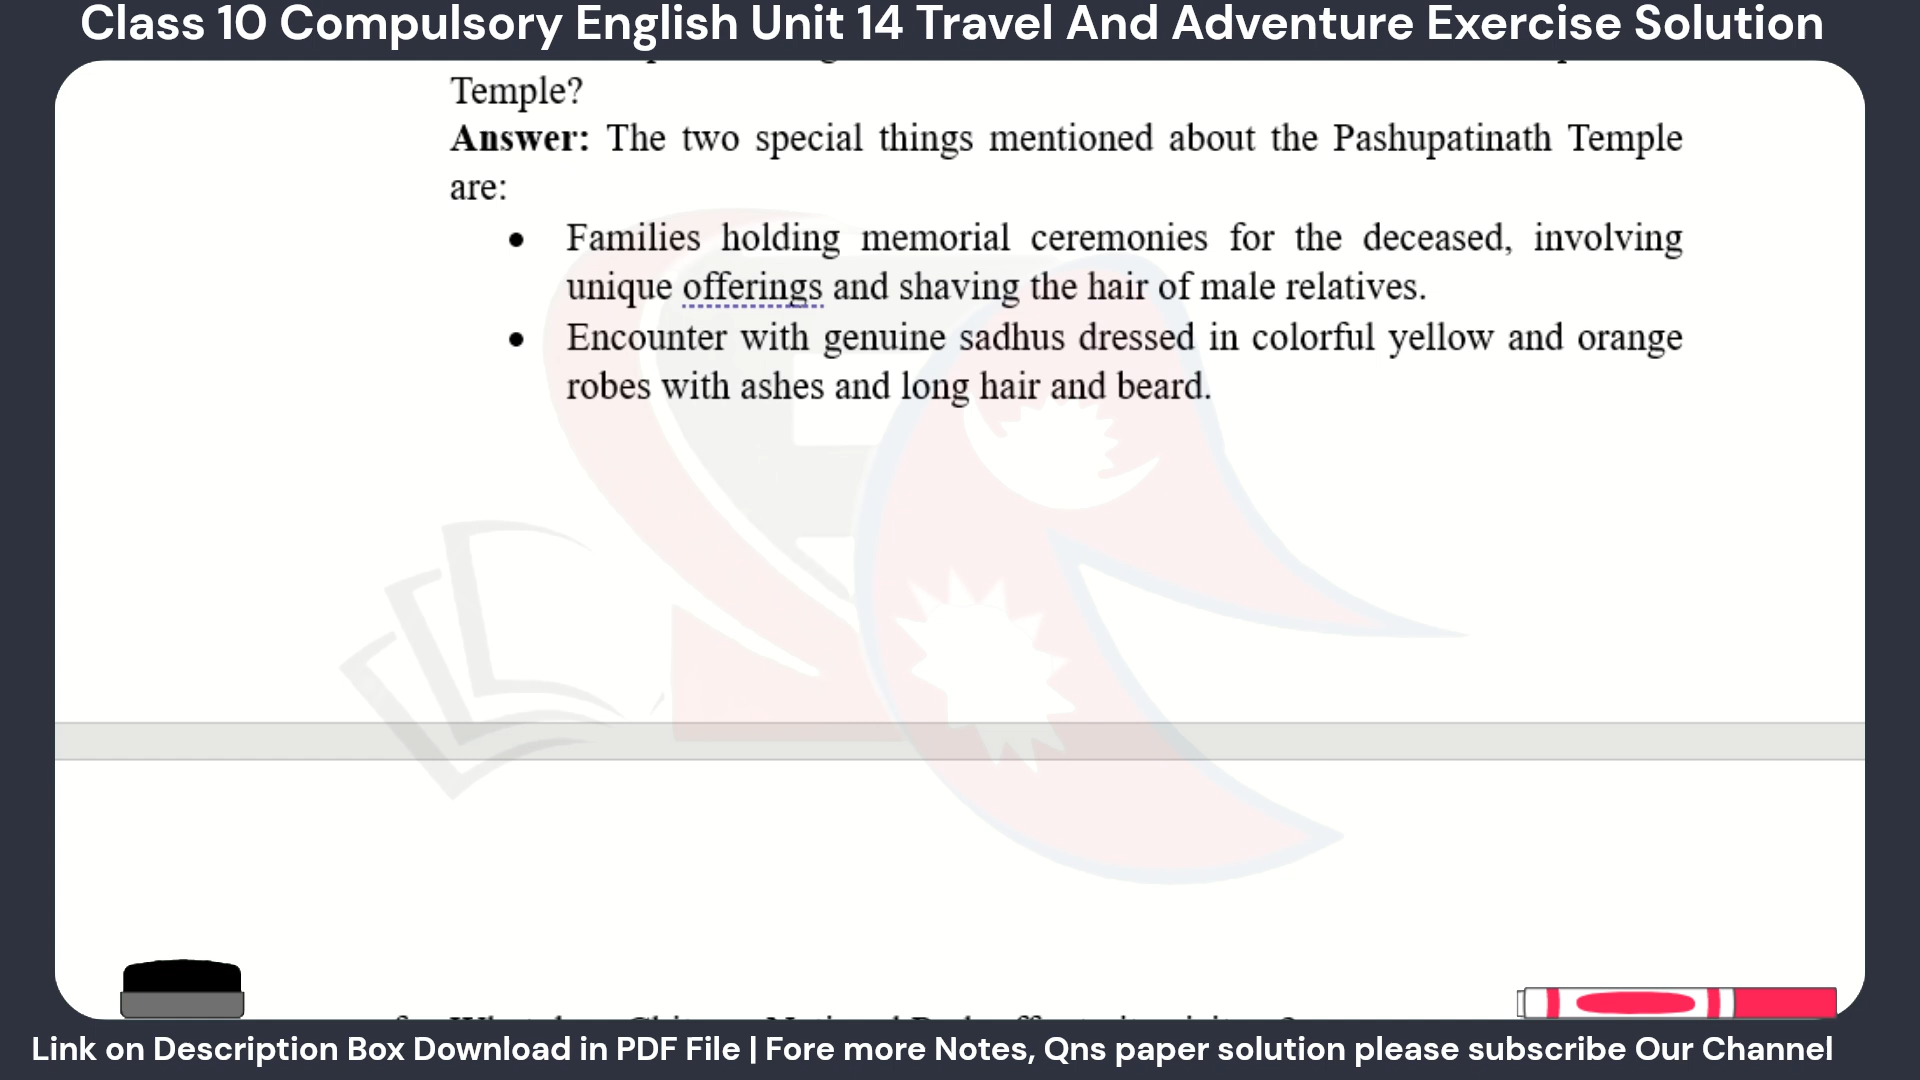 Class 10 Compulsory English Unit 14 Travel And Adventure Exercise Solution
Temple?
Answer: The two special things mentioned about the Pashupatinath Temple
are:
• Families holding memorial ceremonies for the deceased, involving
unique offerings and shaving the hair of male relatives.
• Encounter with genuine sadhus dressed in colorful yellow and orange
robes with ashes and long hair and beard.
Link on Description Box Download in PDF File | Fore more Notes, Qns paper solution please subscribe Our Channel